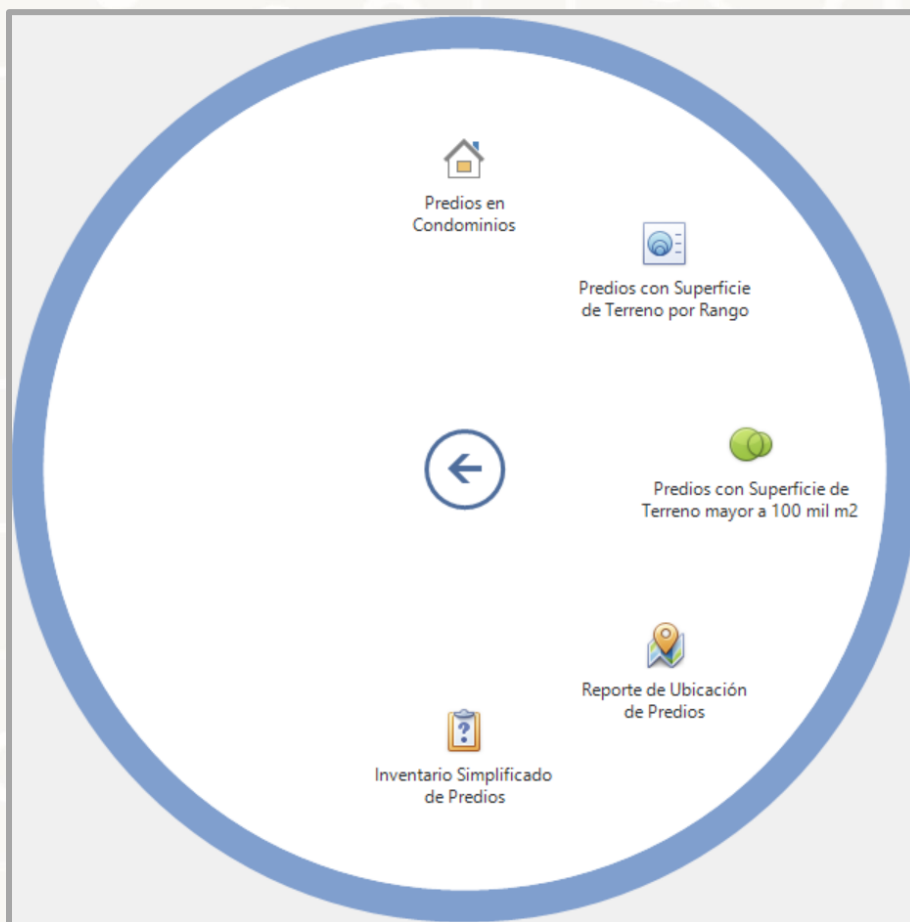 Predios en
Condominios
Predios con Superficie
de Terreno por Rango
Predios con Superficie de
Terreno mayor a 100 mil m2
Reporte de Ubicación
de Predios
Inventario Simplificado
de Predios